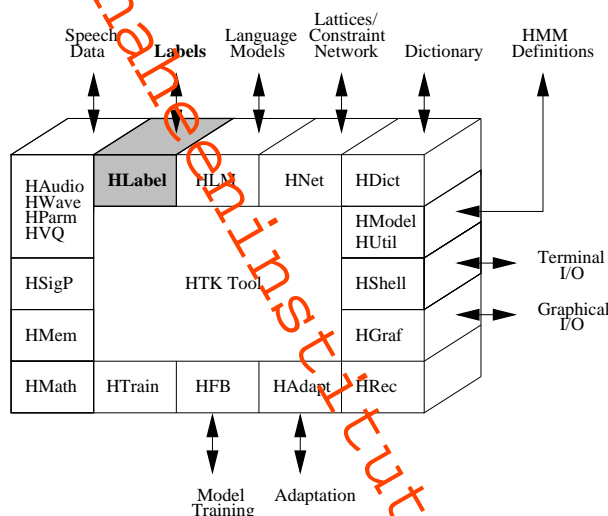 Speech
Data
Labels
Language
Models
Lattices/
Constraint
Network
Dictionary
HMM
Definitions
HAudio
HWave
HParm
HVQ
HLabel
HLM
HNet
HDict
HModel
HUtil
HSigP
HTK Tool
HShell
Terminal
I/O
HMem
HGraf
Graphical
I/O
HMath
HTrain
HFB
HAdapt
HRec
Model
Training
Adaptation
maheeninstitut